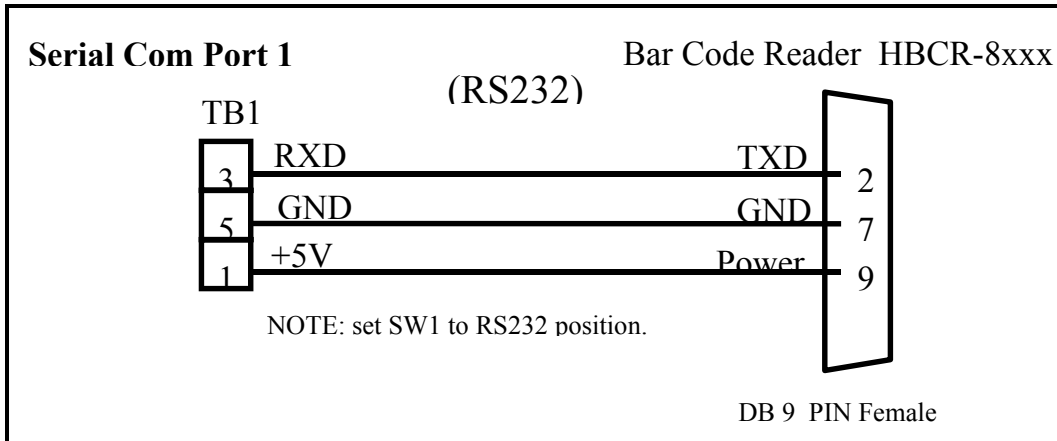 Serial Com Port 1
Bar Code Reader HBCR-8xxx
(RS232)
TB1
RXD
TXD
3
2
GND
GND
5
7
+5V
Power
1
9
NOTE: set SW1 to RS232 position.
DB 9 PIN Female